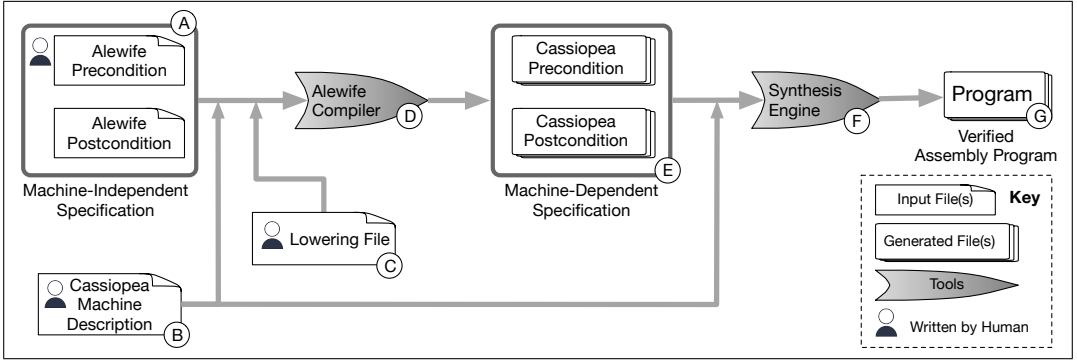 A
Alewife
Precondition
Alewife
Postcondition
Machine-Independent
Specification
Alewife
Compiler
D
Cassiopea
Precondition
Cassiopea
Postcondition
E
Machine-Dependent
Specification
Synthesis
Engine
F
Program
G
Verified
Assembly Program
Lowering File
C
Cassiopea
Machine
Description
B
Key
Input File(s)
Generated File(s)
Tools
Written by Human